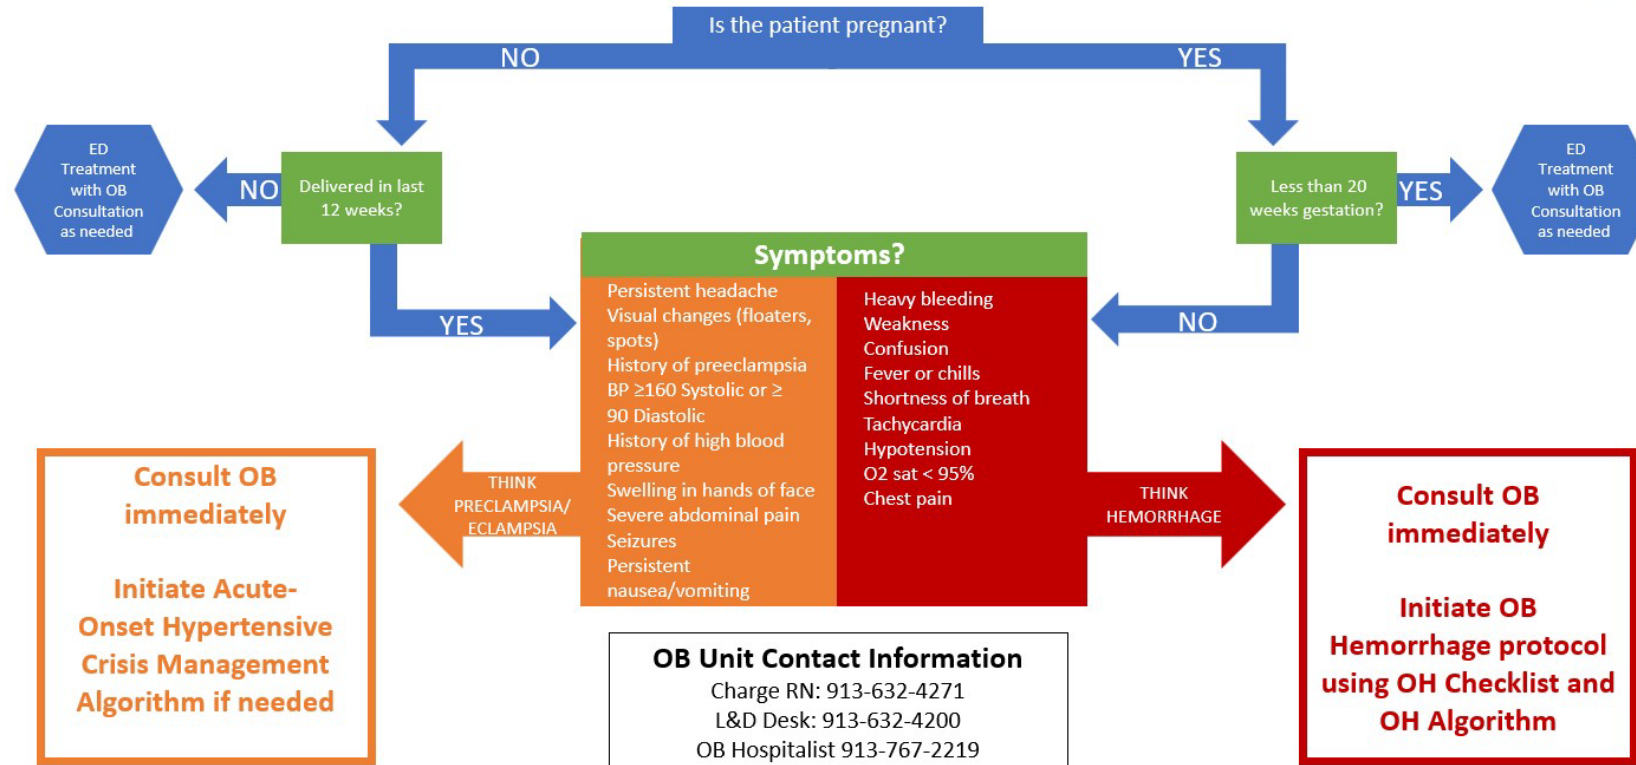 Is the patient pregnant?
NO
YES
ED
Treatment
with OB
Consultation
as needed
NO
Delivered in last
12 weeks?
Less than 20
weeks gestation?
YES
ED
Treatment
with OB
Consultation
as needed
YES
NO
Symptoms?
Persistent headache
Visual changes (floaters,
spots)
History of preeclampsia
BP ≥160 Systolic or ≥
90 Diastolic
History of high blood
pressure
Swelling in hands of face
Severe abdominal pain
Seizures
Persistent
nausea/vomiting
Heavy bleeding
Weakness
Confusion
Fever or chills
Shortness of breath
Tachycardia
Hypotension
O2 sat < 95%
Chest pain
THINK
PRECLAMPSIA/
ECLAMPSIA
THINK
HEMORRHAGE
Consult OB
immediately
Initiate Acute-
Onset Hypertensive
Crisis Management
Algorithm if needed
Consult OB
immediately
Initiate OB
Hemorrhage protocol
using OH Checklist and
OH Algorithm
OB Unit Contact Information
Charge RN: 913-632-4271
L&D Desk: 913-632-4200
OB Hospitalist 913-767-2219